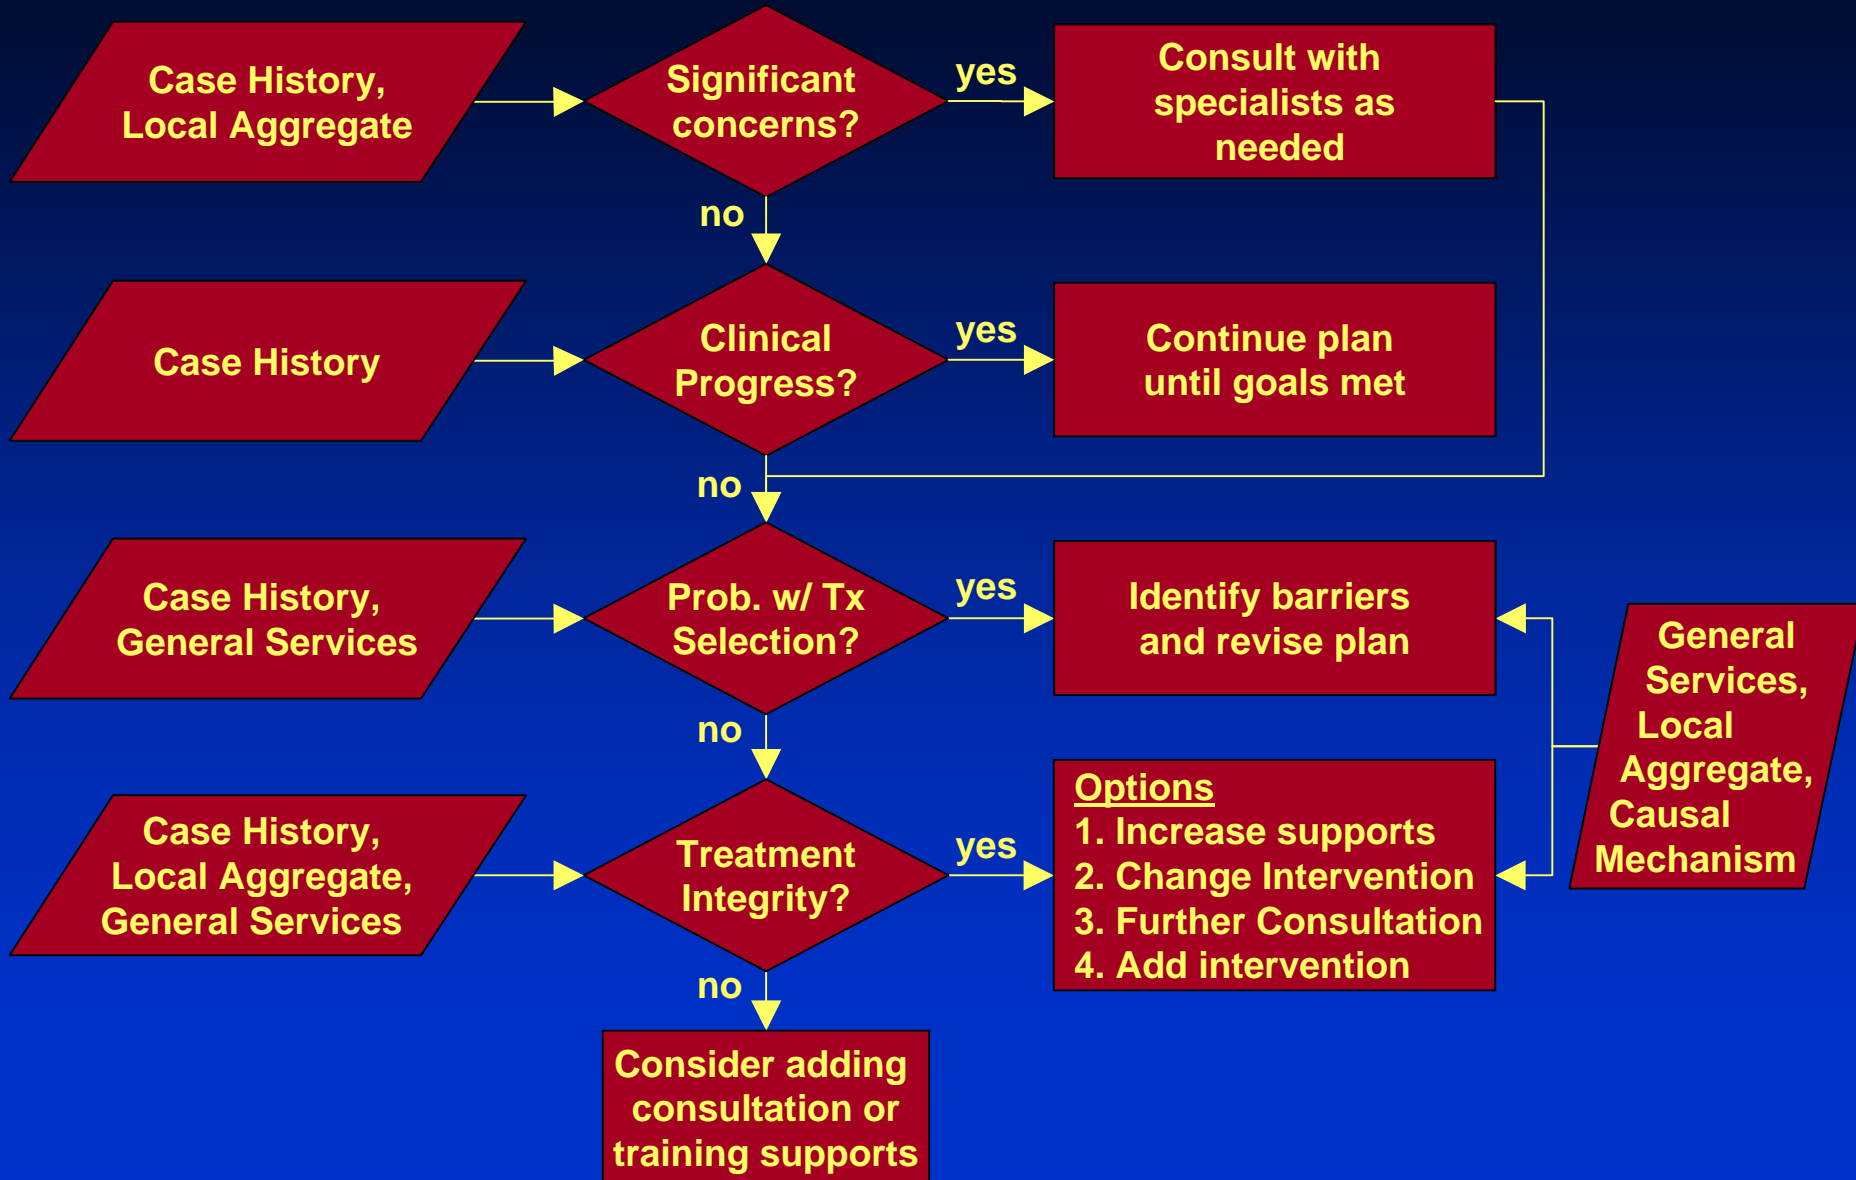 Case History,
Local Aggregate
Significant
concerns?
yes
Consult with
specialists as
needed
no
Case History
Clinical
Progress?
yes
Continue plan
until goals met
no
Case History,
General Services
Prob. w/ Tx
Selection?
yes
Identify barriers
and revise plan
General
Services,
Local
Aggregate,
Causal
Mechanism
no
Case History,
Local Aggregate,
General Services
Treatment
Integrity?
yes
Options
1. Increase supports
2. Change Intervention
3. Further Consultation
4. Add intervention
no
Consider adding
consultation or
training supports